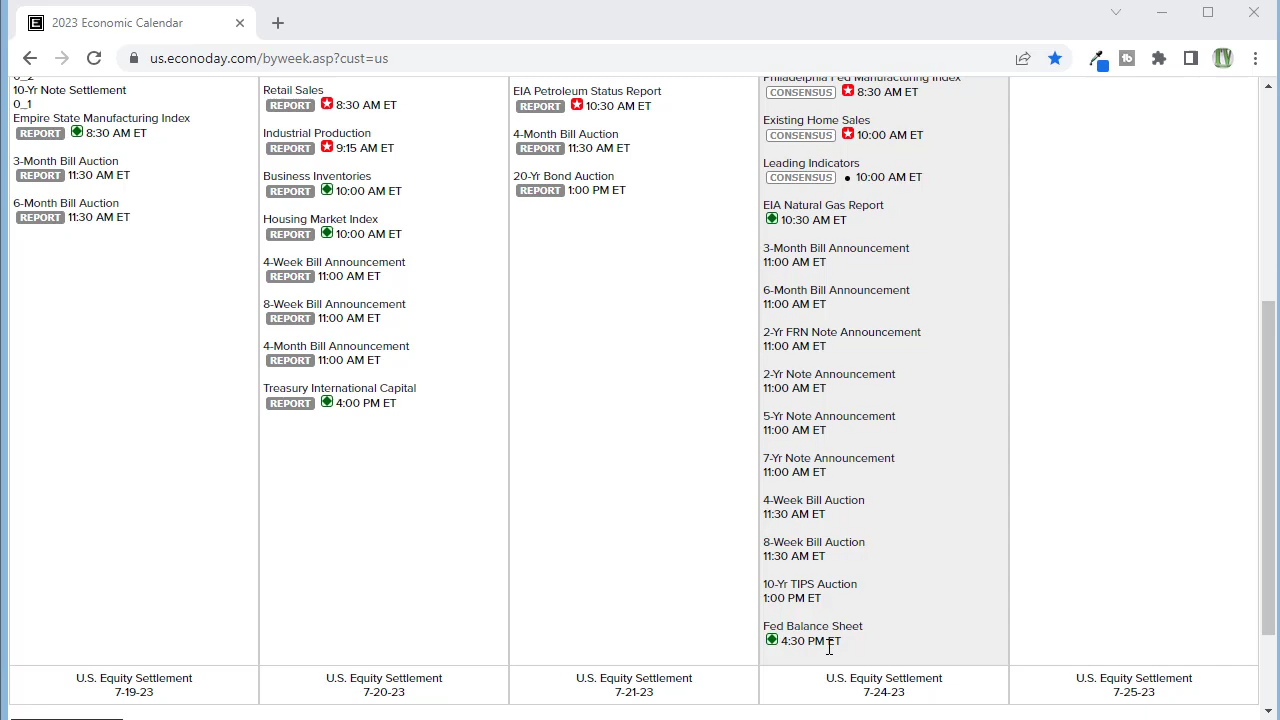 2023 Economic Calendar
us.econoday.com/byweek.asp?cust=us
0_2
10-Yr Note Settlement
0_1
Empire State Manufacturing Index
REPORT 8:30 AM ET
3-Month Bill Auction
REPORT 11:30 AM ET
6-Month Bill Auction
REPORT 11:30 AM ET
Retail Sales
REPORT 8:30 AM ET
Industrial Production
REPORT 9:15 AM ET
Business Inventories
REPORT 10:00 AM ET
Housing Market Index
REPORT 10:00 AM ET
4-Week Bill Announcement
REPORT 11:00 AM ET
8-Week Bill Announcement
REPORT 11:00 AM ET
4-Month Bill Announcement
REPORT 11:00 AM ET
Treasury International Capital
REPORT 4:00 PM ET
EIA Petroleum Status Report
REPORT 10:30 AM ET
4-Month Bill Auction
REPORT 11:30 AM ET
20-Yr Bond Auction
REPORT 1:00 PM ET
Philadelphia Fed Manufacturing Index
CONSENSUS 8:30 AM ET
Existing Home Sales
CONSENSUS 10:00 AM ET
Leading Indicators
CONSENSUS • 10:00 AM ET
EIA Natural Gas Report
10:30 AM ET
3-Month Bill Announcement
11:00 AM ET
6-Month Bill Announcement
11:00 AM ET
2-Yr FRN Note Announcement
11:00 AM ET
2-Yr Note Announcement
11:00 AM ET
5-Yr Note Announcement
11:00 AM ET
7-Yr Note Announcement
11:00 AM ET
4-Week Bill Auction
11:30 AM ET
8-Week Bill Auction
11:30 AM ET
10-Yr TIPS Auction
1:00 PM ET
Fed Balance Sheet
4:30 PM ET
U.S. Equity Settlement
7-19-23
U.S. Equity Settlement
7-20-23
U.S. Equity Settlement
7-21-23
U.S. Equity Settlement
7-24-23
U.S. Equity Settlement
7-25-23